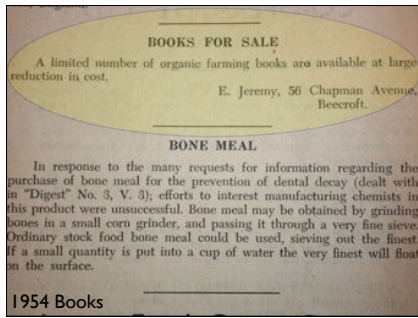 BOOKS FOR SALE
A limited number of organic farming books are available at large
reduction in cost.
E. Jeremy, 56 Chapman Avenue,
Beecroft.
BONE MEAL
In response to the many requests for information regarding the
purchase of bone meal for the prevention of dental decay (dealt with
in "Digest" No. 3, V. 3); efforts to interest manufacturing chemists in
this product were unsuccessful. Bone meal may be obtained by grinding
bones in a small corn grinder, and passing it through a very fine sieve.
Ordinary stock food bone meal could be used, sieving out the finest.
If a small quantity is put into a cup of water the very finest will float
on the surface.
1954 Books